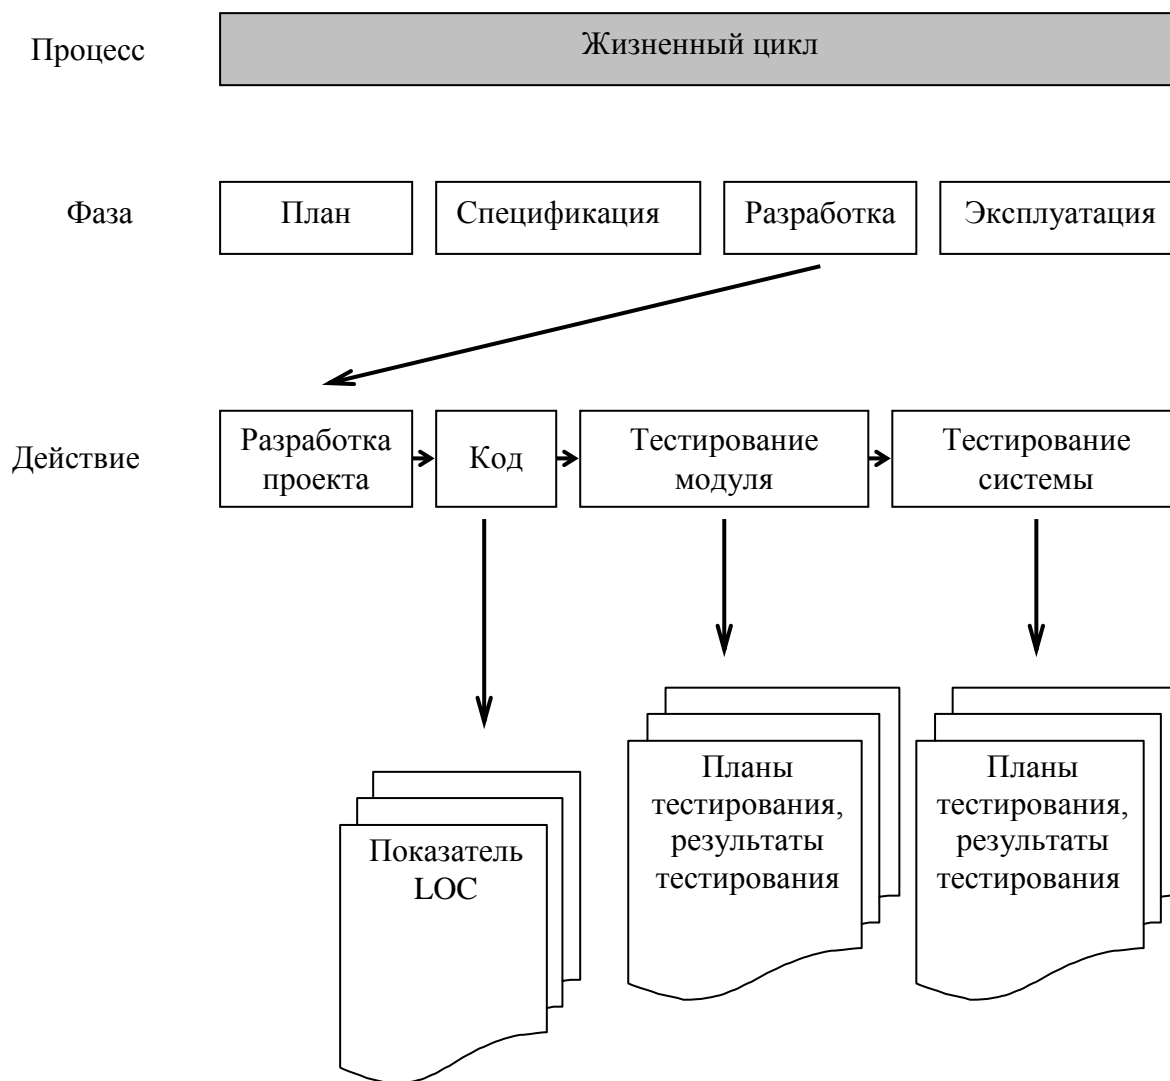 Процесс
Жизненный цикл
Фаза
План
Спецификация
Разработка
Эксплуатация
Действие
Разработка
проекта
Код
Тестирование
модуля
Тестирование
системы
Показатель
LOC
Планы
тестирования,
результаты
тестирования
Планы
тестирования,
результаты
тестирования